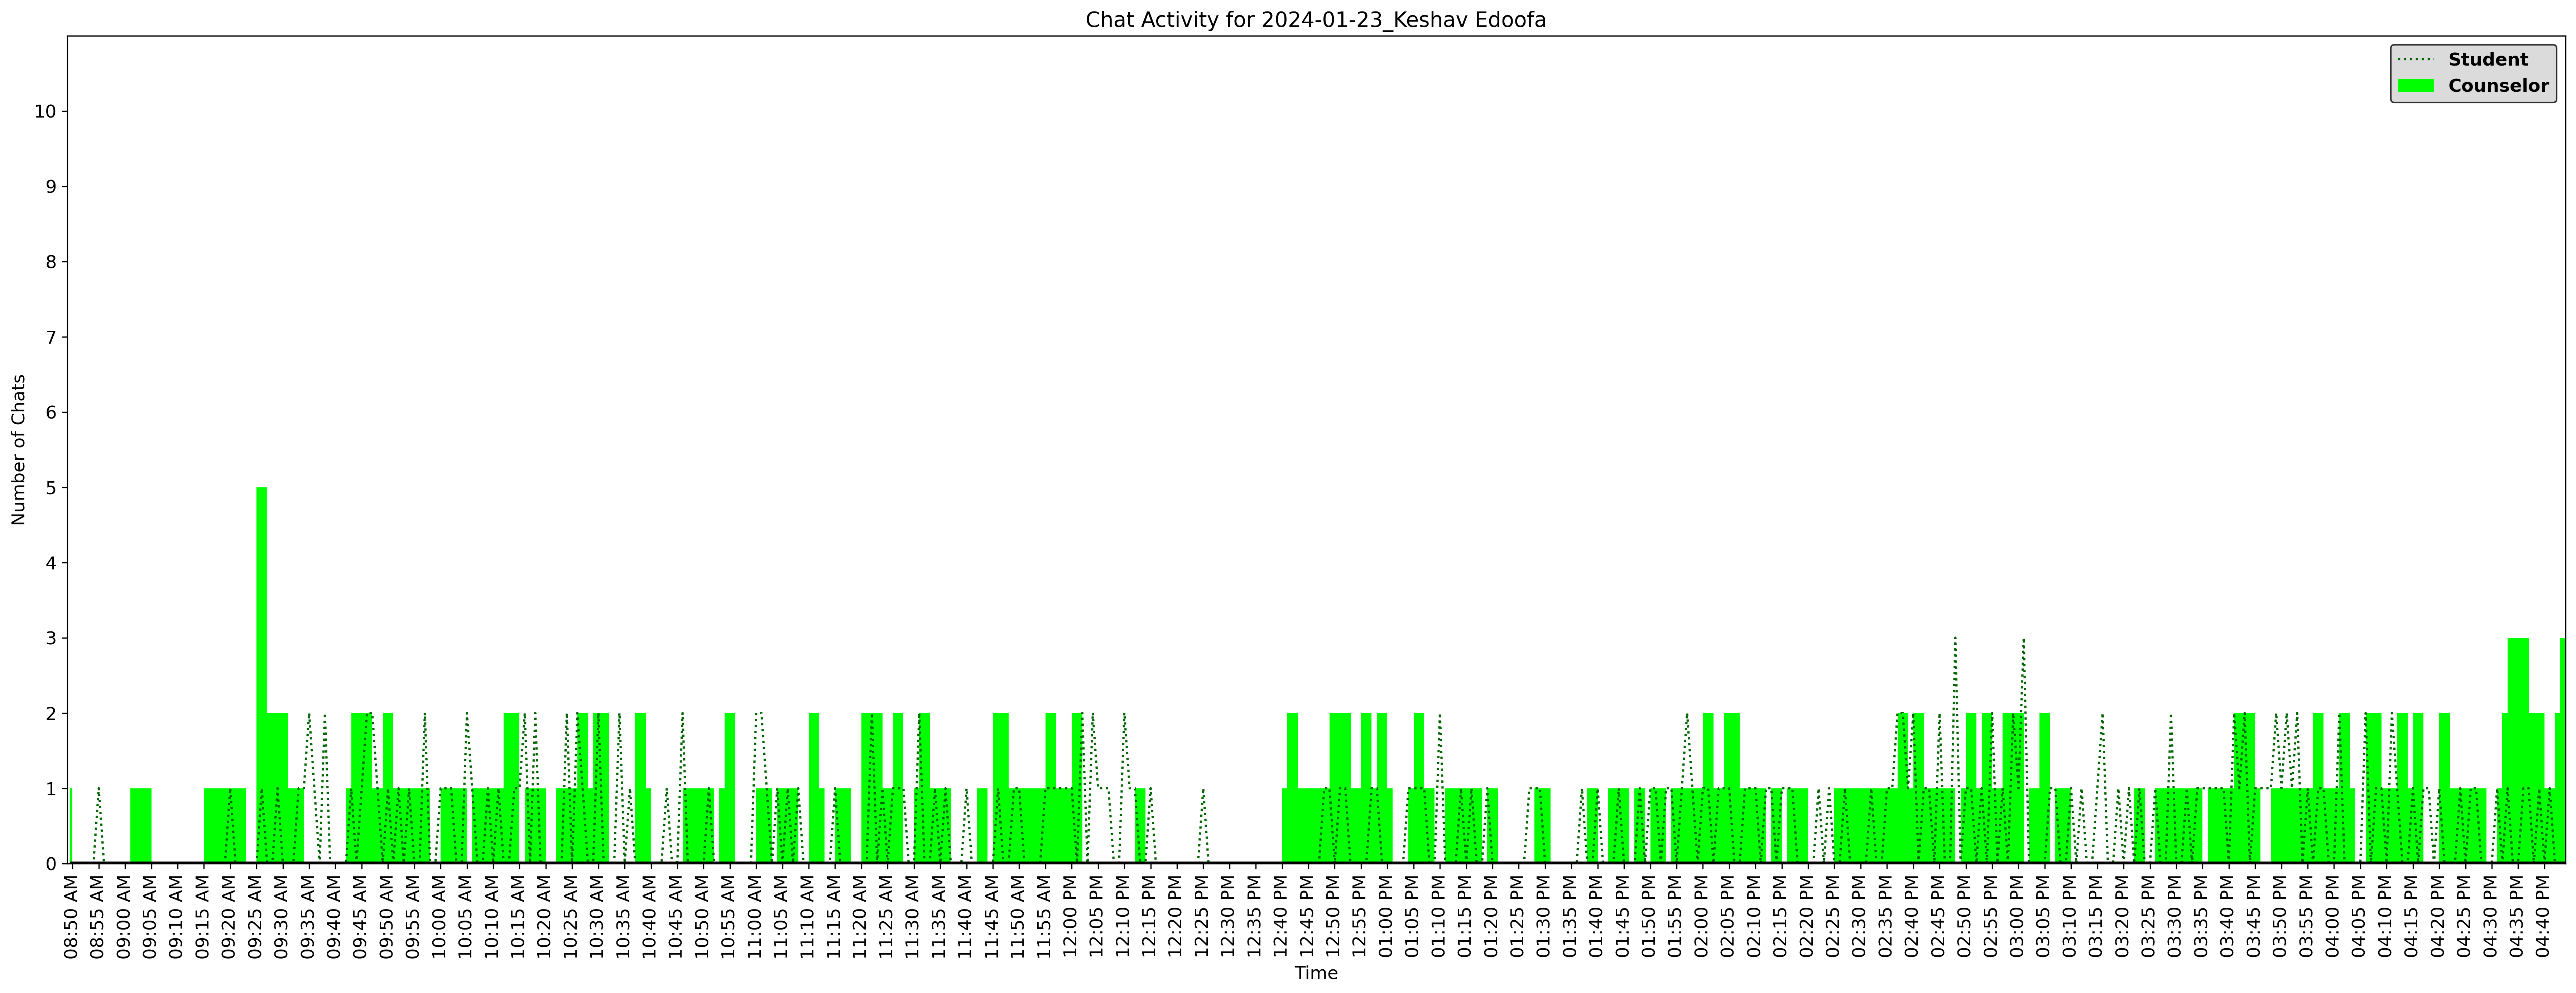 Chat Activity for 2024-01-23_Keshav Edoofa
Student
Counselor
Number of Chats
10
9
8
7
6
5
4
3
2
1
0
08:50 AM
08:55 AM
09:00 AM
09:05 AM
09:10 AM
09:15 AM
09:20 AM
09:25 AM
09:30 AM
09:35 AM
09:40 AM
09:45 AM
09:50 AM
09:55 AM
10:00 AM
10:05 AM
10:10 AM
10:15 AM
10:20 AM
10:25 AM
10:30 AM
10:35 AM
10:40 AM
10:45 AM
10:50 AM
10:55 AM
11:00 AM
11:05 AM
11:10 AM
11:15 AM
11:20 AM
11:25 AM
11:30 AM
11:35 AM
11:40 AM
11:45 AM
11:50 AM
11:55 AM
12:00 PM
12:05 PM
12:10 PM
12:15 PM
12:20 PM
12:25 PM
12:30 PM
12:35 PM
12:40 PM
12:45 PM
12:50 PM
12:55 PM
01:00 PM
01:05 PM
01:10 PM
01:15 PM
01:20 PM
01:25 PM
01:30 PM
01:35 PM
01:40 PM
01:45 PM
01:50 PM
01:55 PM
02:00 PM
02:05 PM
02:10 PM
02:15 PM
02:20 PM
02:25 PM
02:30 PM
02:35 PM
02:40 PM
02:45 PM
02:50 PM
02:55 PM
03:00 PM
03:05 PM
03:10 PM
03:15 PM
03:20 PM
03:25 PM
03:30 PM
03:35 PM
03:40 PM
03:45 PM
03:50 PM
03:55 PM
04:00 PM
04:05 PM
04:10 PM
04:15 PM
04:20 PM
04:25 PM
04:30 PM
04:35 PM
04:40 PM
Time